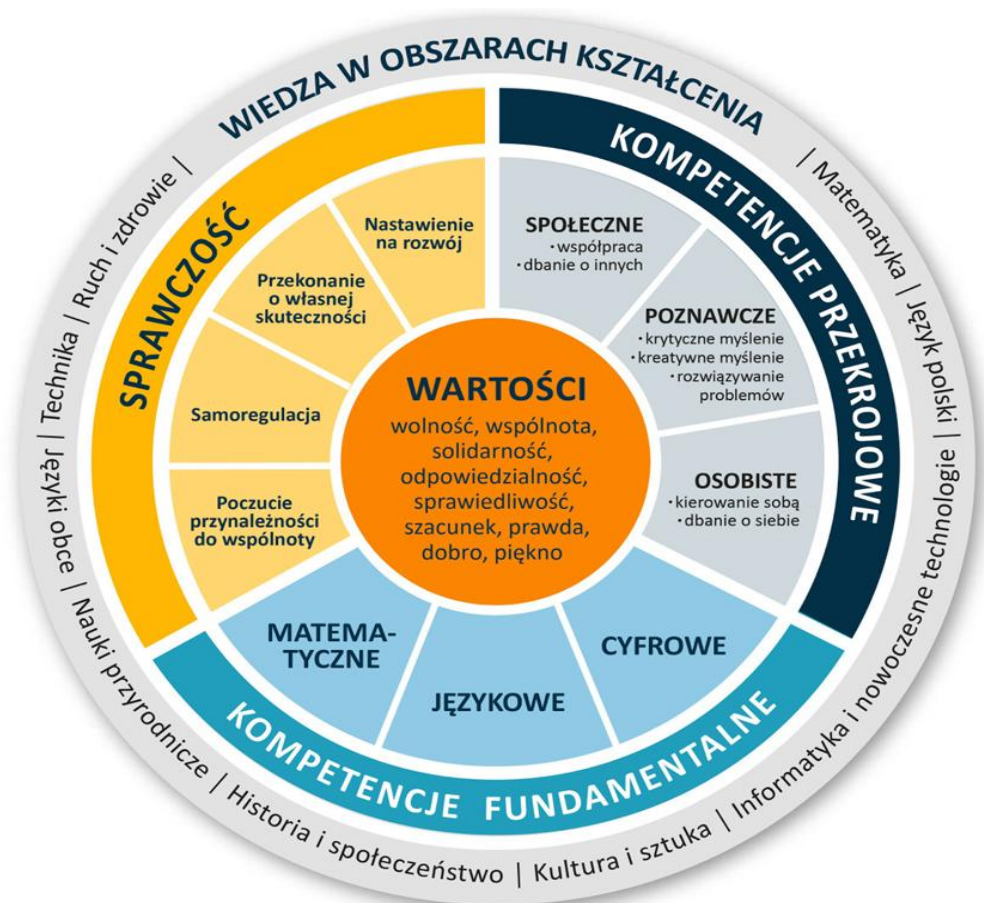 WIEDZA W OBSZARACH KSZTAŁCENIA
| Matematyka | Język polski | Informatyka i nowoczesne technologie | Kultura i sztuka | Historia i społeczeństwo | Nauki przyrodnicze | Języki obce | Technika | Ruch i zdrowie |
KOMPETENCJE PRZEKROJOWE
SPOŁECZNE
•współpraca
•dbanie o innych
POZNAWCZE
•krytyczne myślenie
•kreatywne myślenie
•rozwiązywanie
problemów
OSOBISTE
•kierowanie sobą
•dbanie o siebie
KOMPETENCJE FUNDAMENTALNE
CYFROWE
JĘZYKOWE
MATEMA-
TYCZNE
SPRAWCZOŚĆ
Poczucie
przynależności
do wspólnoty
Samoregulacja
Przekonanie
o własnej
skuteczności
Nastawienie
na rozwój
WARTOŚCI
wolność, wspólnota,
solidarność,
odpowiedzialność,
sprawiedliwość,
szacunek, prawda,
dobro, piękno